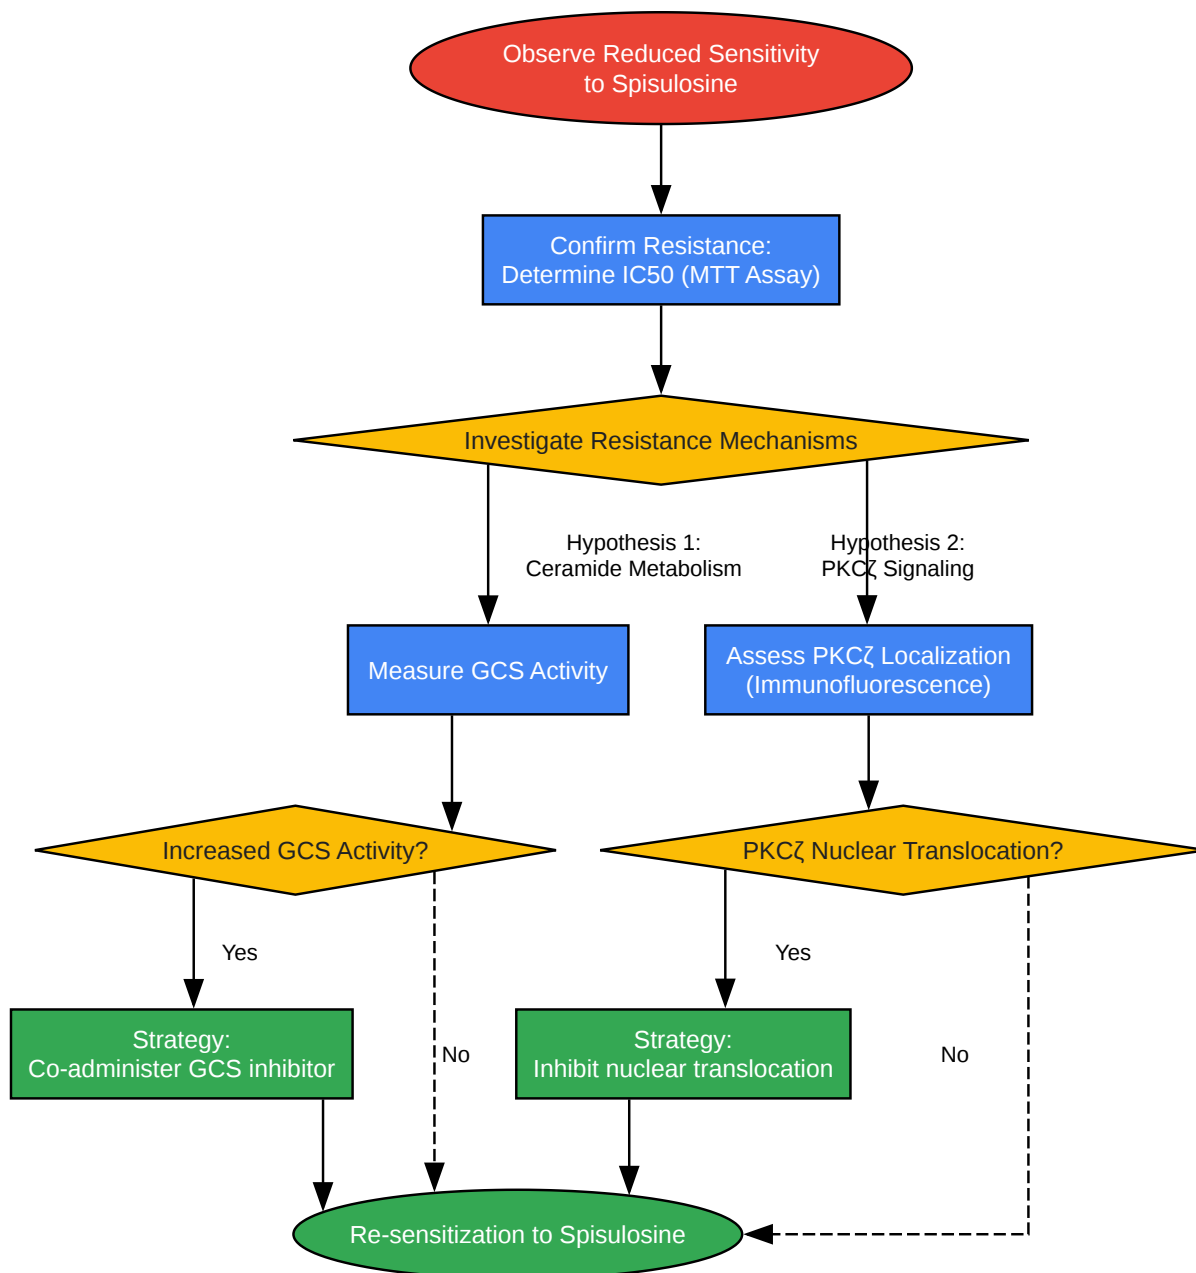 Observe Reduced Sensitivity
to Spisulosine
Confirm Resistance:
Determine IC50 (MTT Assay)
Investigate Resistance Mechanisms
Hypothesis 1:
Ceramide Metabolism
Hypothesis 2:
PKCζ Signaling
Measure GCS Activity
Assess PKCζ Localization
(Immunofluorescence)
Increased GCS Activity?
PKCζ Nuclear Translocation?
Yes
Yes
Strategy:
Co-administer GCS inhibitor
No
Strategy:
Inhibit nuclear translocation
No
Re-sensitization to Spisulosine